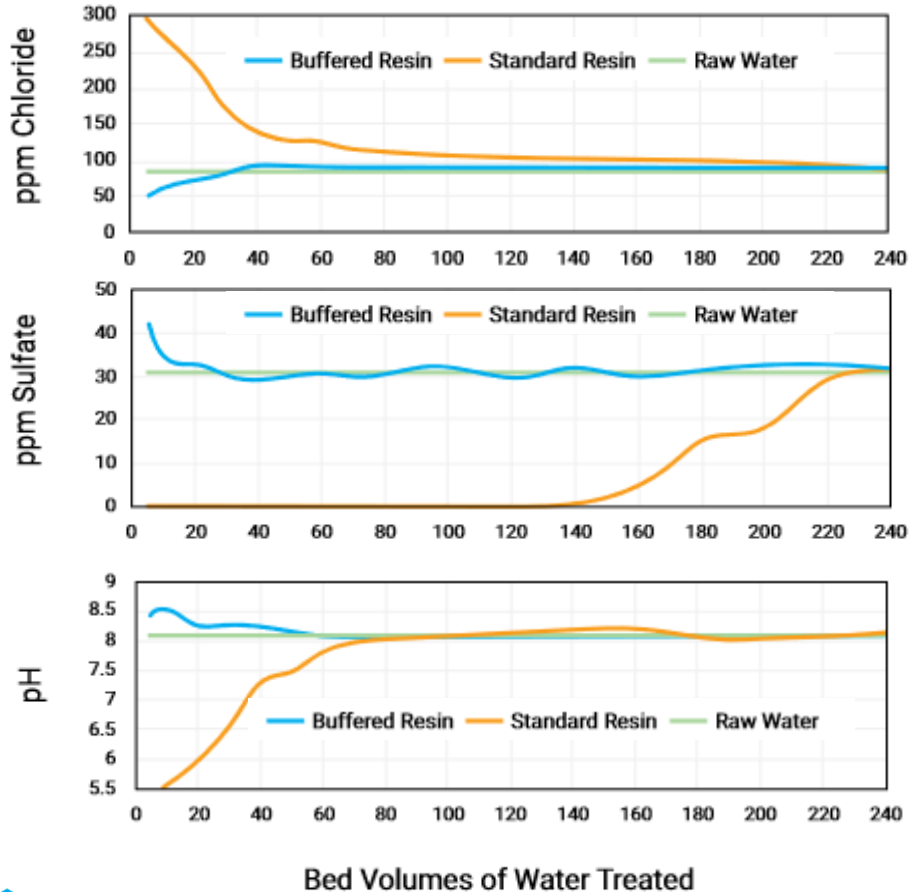 ppm Chloride
300
250
200
150
100
50
0
Buffered Resin Standard Resin Raw Water
0 20 40 60 80 100 120 140 160 180 200 220 240
ppm Sulfate
50
40
30
20
10
0
Buffered Resin Standard Resin Raw Water
0 20 40 60 80 100 120 140 160 180 200 220 240
pH
9
8.5
8
7.5
7
6.5
6
5.5
Buffered Resin Standard Resin Raw Water
0 20 40 60 80 100 120 140 160 180 200 220 240
Bed Volumes of Water Treated